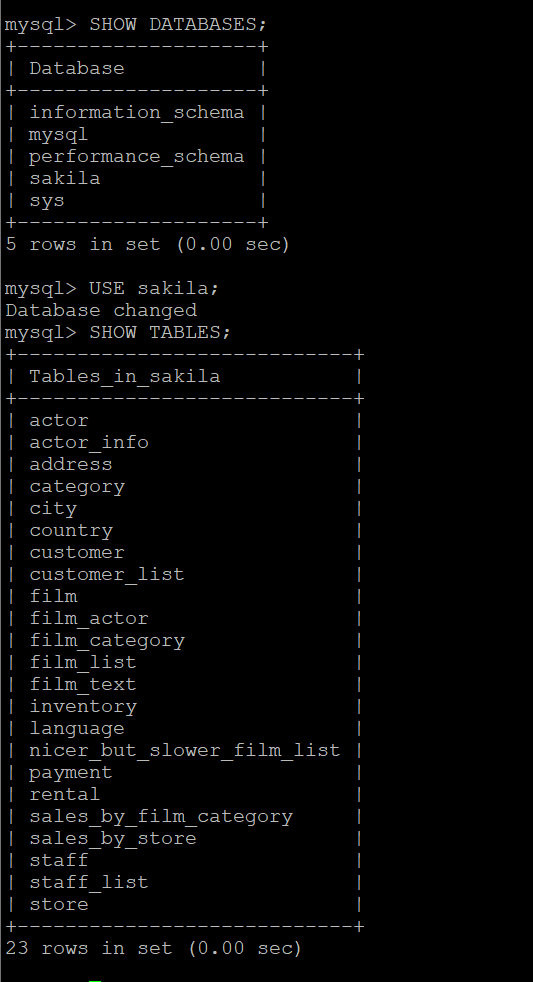 mysql> SHOW DATABASES;
+--------------------+
| Database           |
+--------------------+
| information_schema |
| mysql              |
| performance_schema |
| sakila             |
| sys                |
+--------------------+
5 rows in set (0.00 sec)

mysql> USE sakila;
Database changed
mysql> SHOW TABLES;
+----------------------------+
| Tables_in_sakila           |
+----------------------------+
| actor                      |
| actor_info                 |
| address                    |
| category                   |
| city                       |
| country                    |
| customer                   |
| customer_list              |
| film                       |
| film_actor                 |
| film_category              |
| film_list                  |
| film_text                  |
| inventory                  |
| language                   |
| nicer_but_slower_film_list |
| payment                    |
| rental                     |
| sales_by_film_category     |
| sales_by_store             |
| staff                      |
| staff_list                 |
| store                      |
+----------------------------+
23 rows in set (0.00 sec)